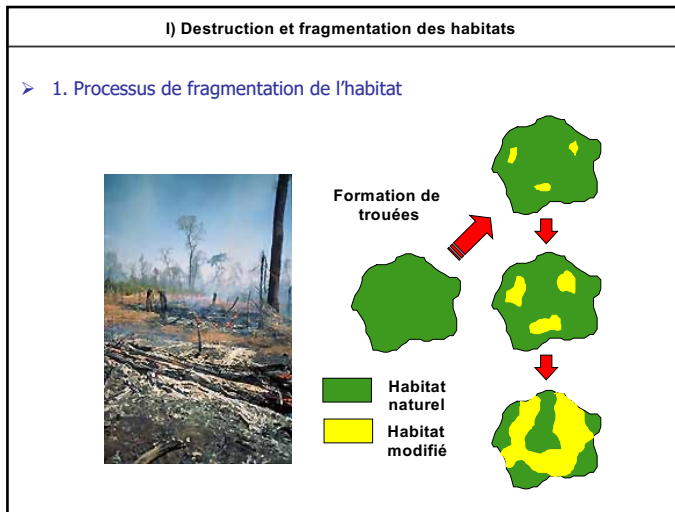 I) Destruction et fragmentation des habitats
➢ 1. Processus de fragmentation de l'habitat
Formation de
trouées
Habitat
naturel
Habitat
modifié